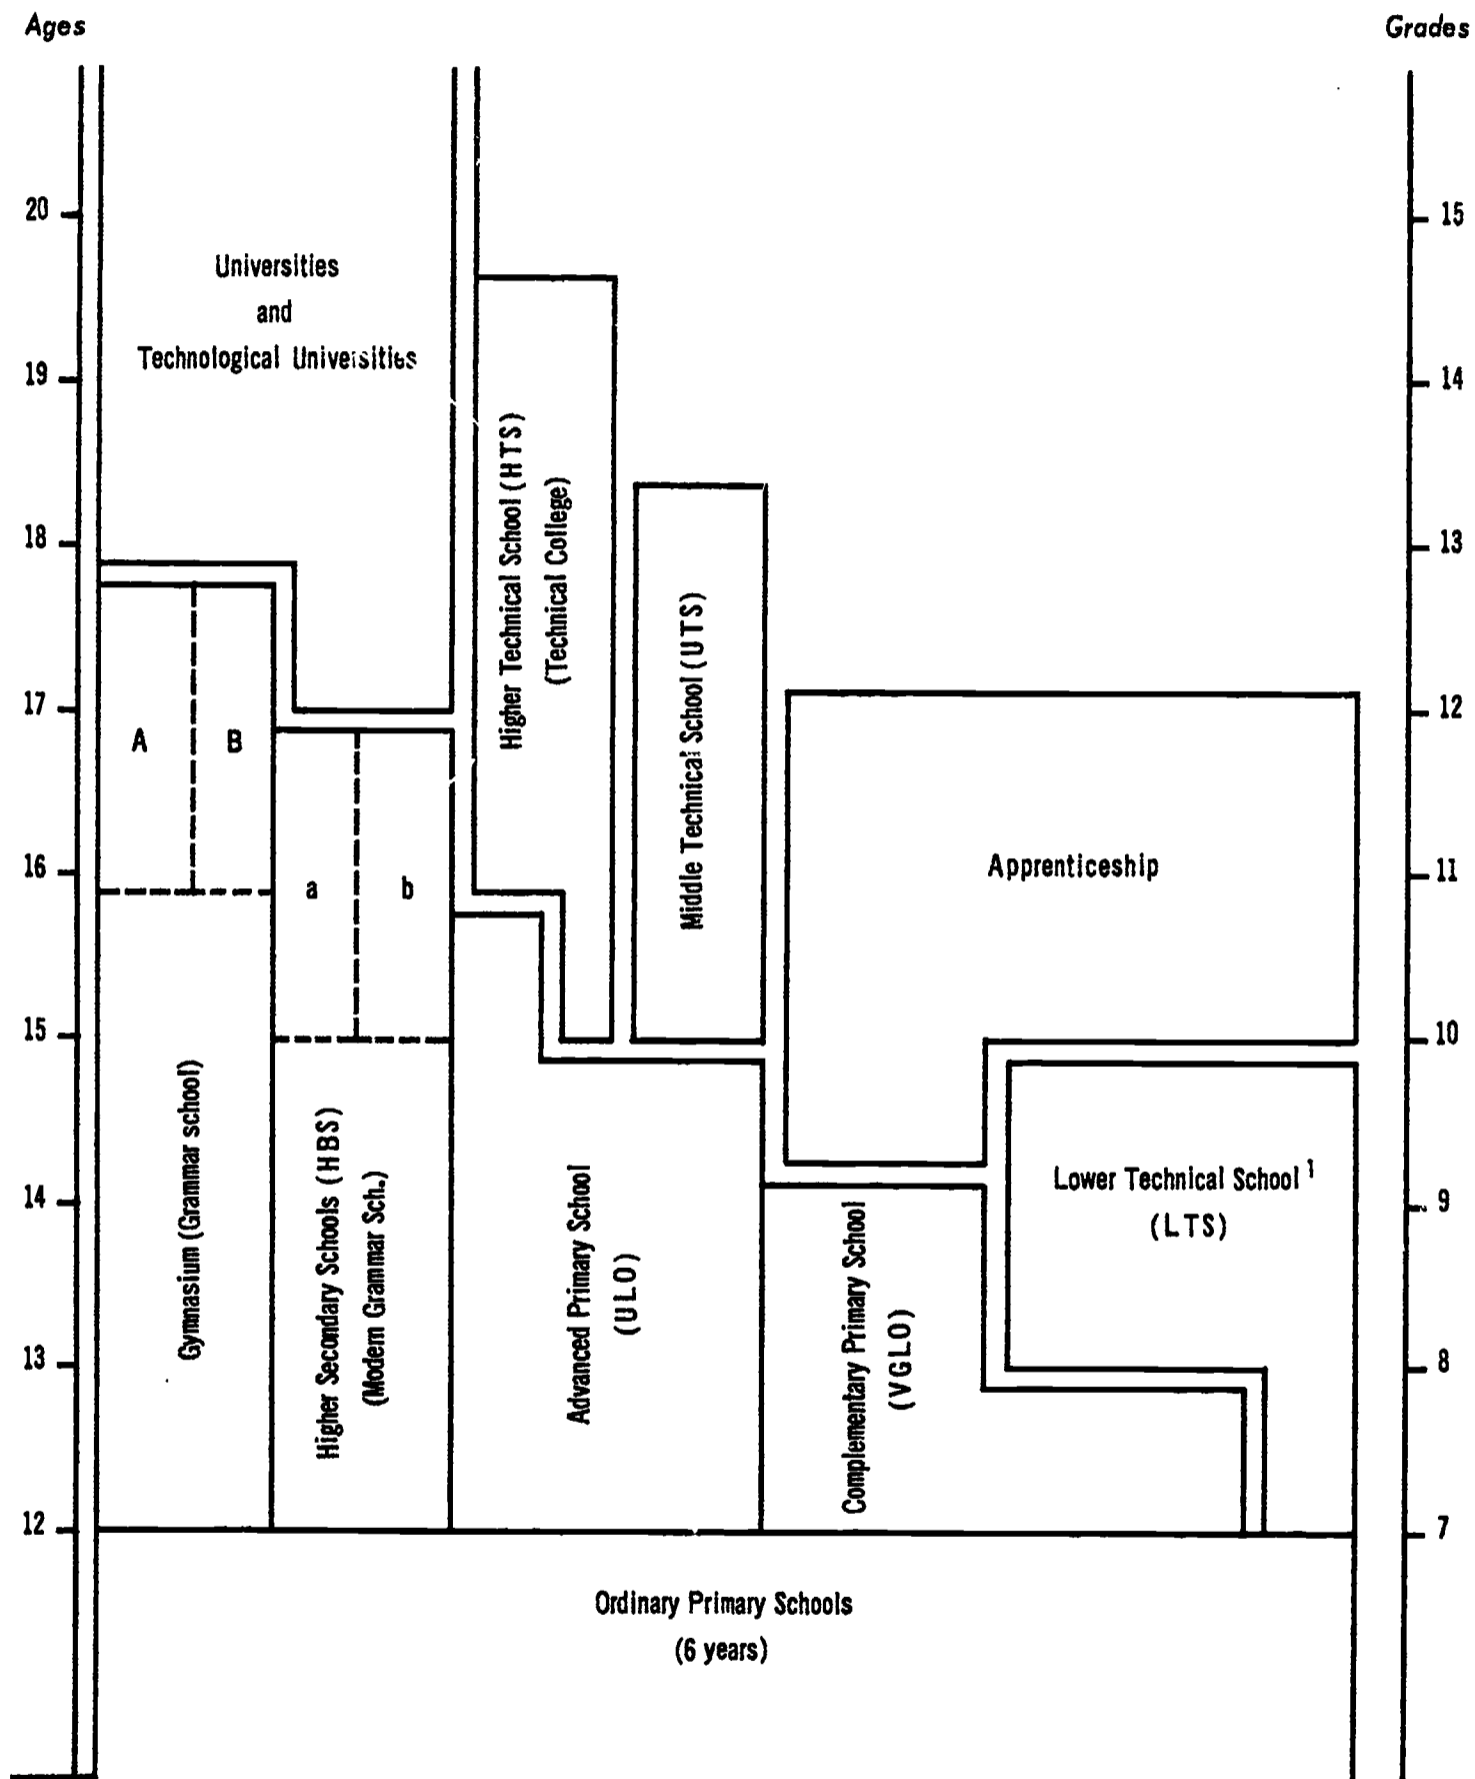 Ages
Grades
20
15
Universities
and
Technological Universities
19
14
Higher Technical School (HTS)
(Technical College)
18
13
Middle Technical School (UTS)
17
12
A
B
16
11
a
b
Apprenticeship
15
10
Gymnasium (Grammar school)
Higher Secondary Schools (HBS)
(Modern Grammar Sch.)
Advanced Primary School
(ULO)
Complementary Primary School
(VGLO)
Lower Technical School 1
(LTS)
14
9
13
8
12
7
Ordinary Primary Schools
(6 years)